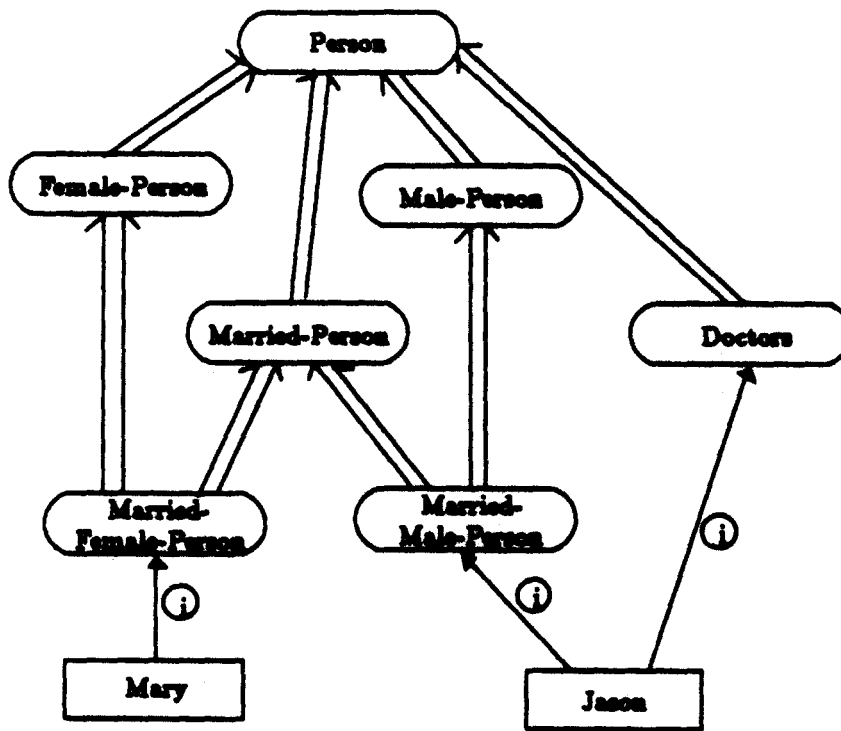 Person
Female-Person
Male-Person
Married-Person
Doctors
Married-
Female-Person
Married-
Male-Person
i
i
i
Mary
Jason